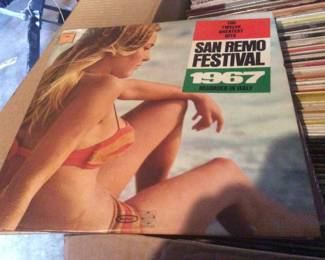 THE
TWELVE
GREATEST
HITS
SAN REMO
FESTIVAL
1967
RECORDED IN ITALY